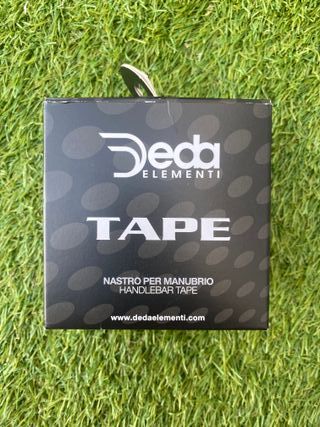 Deda
ELEMENTI
TAPE
NASTRO PER MANUBRIO
HANDLEBAR TAPE
www.dedaelementi.com